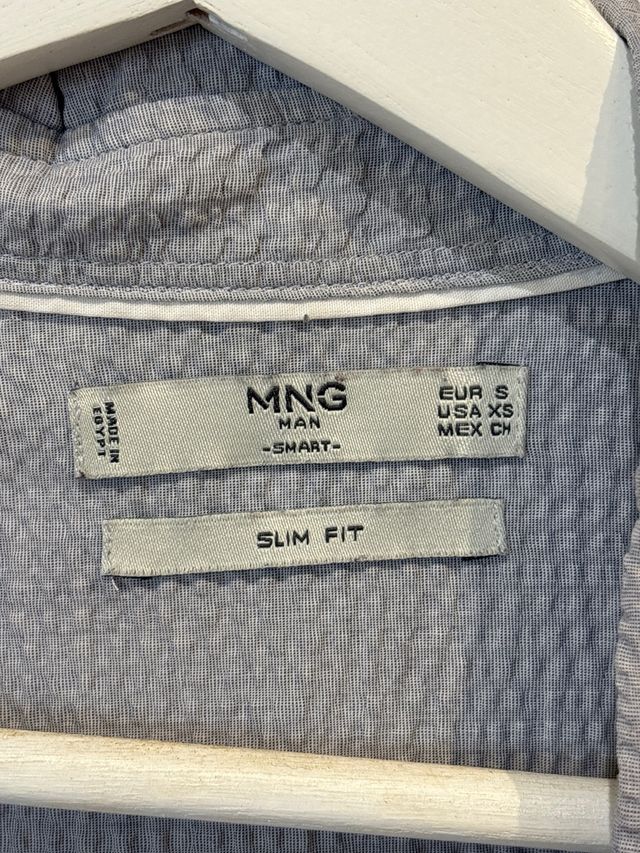 MADE IN
EGYPT
MNG
MAN
-SMART-
EUR S
USA XS
MEX CH
SLIM FIT